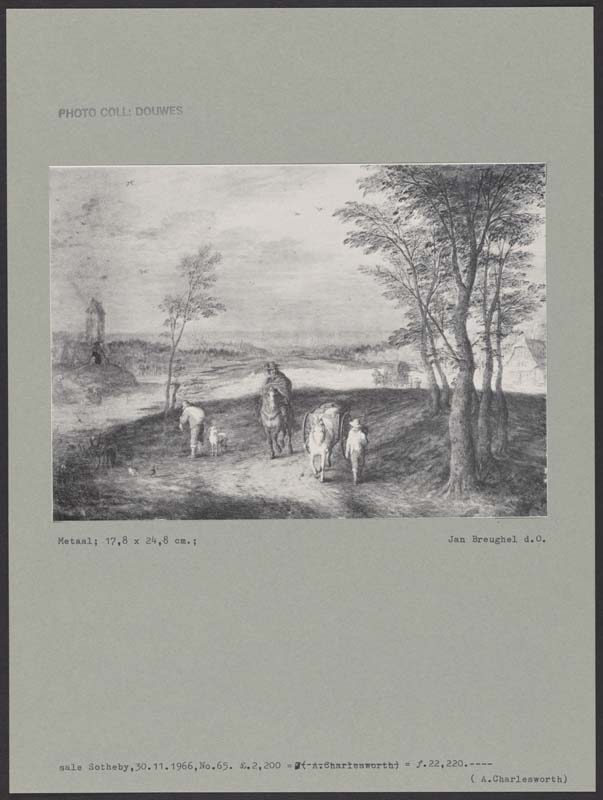 PHOTO COLL: DOUWES
Metaal; 17,8 x 24,8 cm.;
Jan Breughel d.O.
sale Sotheby,30.11.1966,No.65. £.2,200 = ( A.Charlesworth) = ƒ.22,220.----
( A.Charlesworth)